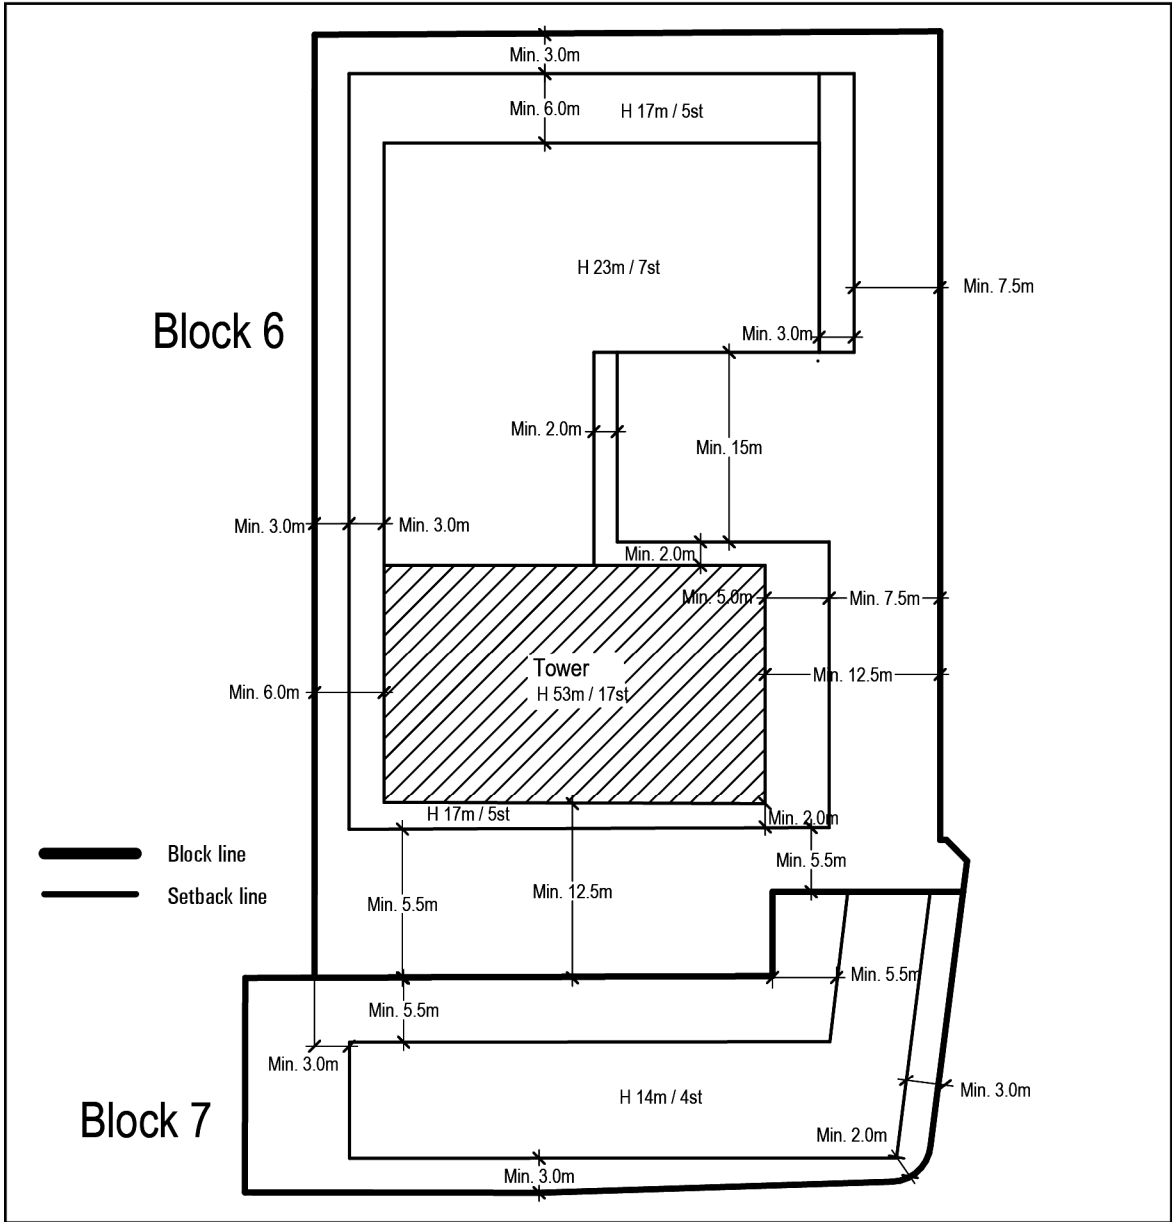 Min. 3.0m
Min. 6.0m
H 17m / 5st
H 23m / 7st
Min. 7.5m
Block 6
Min. 3.0m
Min. 2.0m
Min. 15m
Min. 3.0m
Min. 3.0m
Min. 2.0m
Min. 5.0m
Min. 7.5m
Tower
H 53m / 17st
Min. 12.5m
Min. 6.0m
H 17m / 5st
Min. 2.0m
Block line
Min. 5.5m
Setback line
Min. 5.5m
Min. 12.5m
Min. 5.5m
Min. 5.5m
Min. 3.0m
H 14m / 4st
Min. 3.0m
Block 7
Min. 2.0m
Min. 3.0m